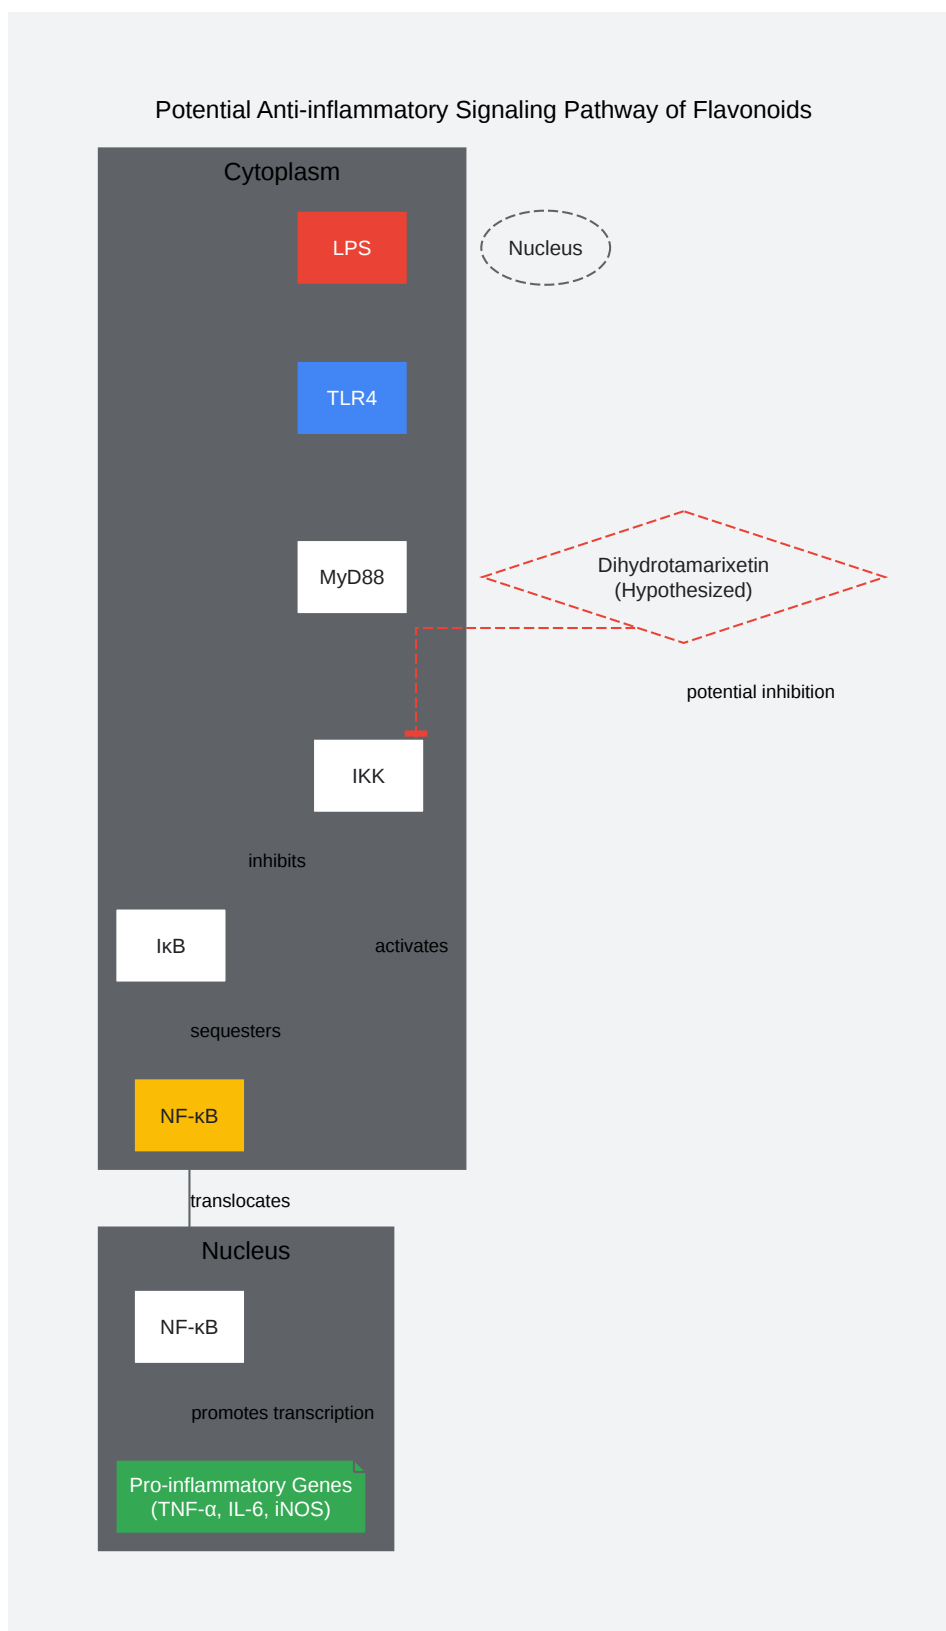 Potential Anti-inflammatory Signaling Pathway of Flavonoids
Cytoplasm
LPS
Nucleus
TLR4
MyD88
Dihydrotamarixetin
(Hypothesized)
potential inhibition
IKK
inhibits
IκB
activates
sequesters
NF-κB
translocates
Nucleus
NF-κB
promotes transcription
Pro-inflammatory Genes
(TNF-α, IL-6, iNOS)